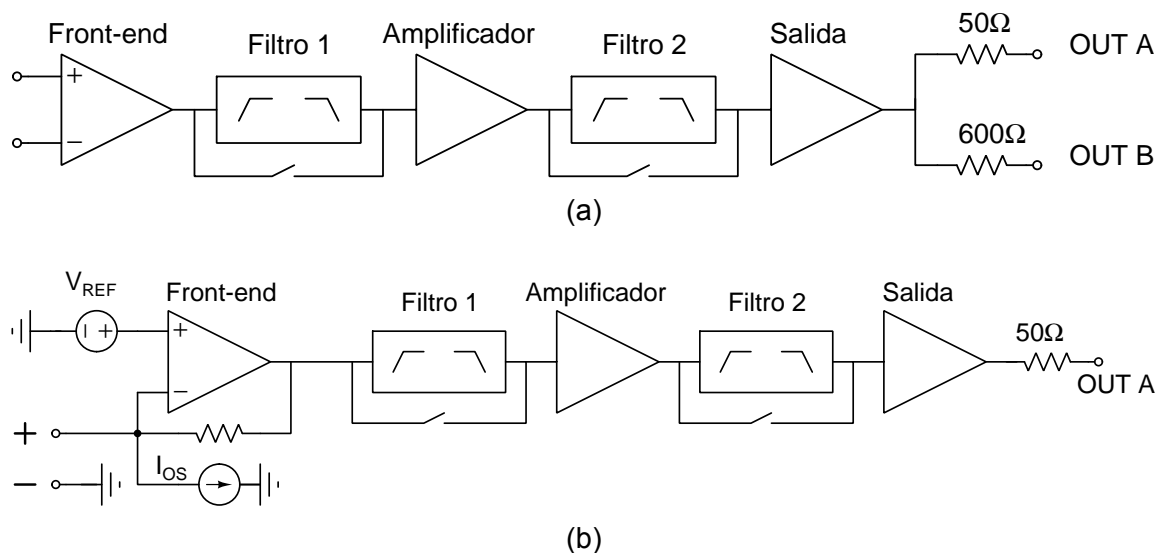 Front-end Filtro 1 Amplificador Filtro 2 Salida 50Ω OUT A
+
−
600Ω OUT B
(a)
V_REF Front-end Filtro 1 Amplificador Filtro 2 Salida 50Ω
− + +
− OUT A
+
I_OS
−
(b)